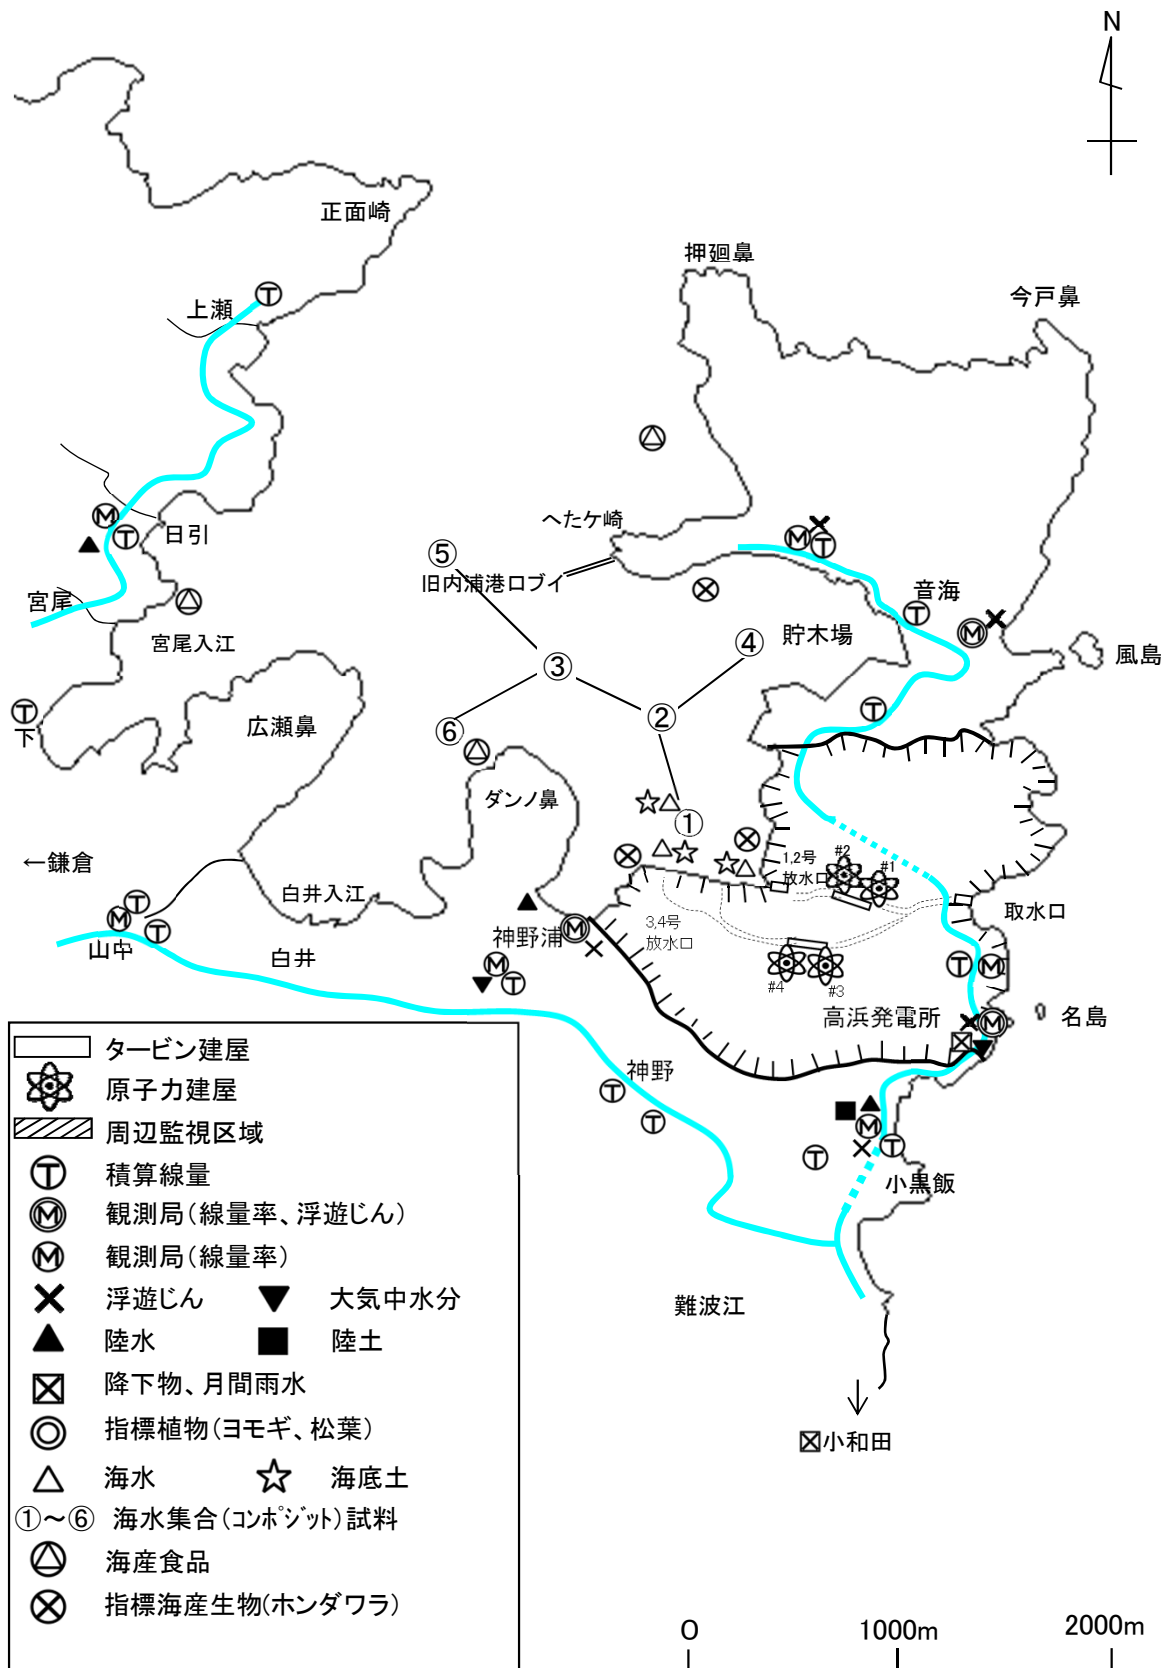 N
正面崎
押廻鼻
今戸鼻
上瀬
T
へたケ崎
M
T
日引
⑤
旧内浦港口ブイ
M
T
音海
T
宮尾
宮尾入江
貯木場
M
風島
③
④
T
下
広瀬鼻
②
⑥
T
ダンノ鼻
①
←鎌倉
1,2号
放水口
#2
#1
白井入江
取水口
T
M
T
山中
白井
神野浦
M
M
T
3,4号
放水口
#4
#3
T
M
高浜発電所
M
名島
神野
T
T
M
T
T
小黒飯
難波江
小和田
タービン建屋
原子力建屋
周辺監視区域
T 積算線量
M 観測局(線量率、浮遊じん)
M 観測局(線量率)
浮遊じん 大気中水分
陸水 陸土
降下物、月間雨水
指標植物(ヨモギ、松葉)
海水 海底土
①～⑥ 海水集合(ｺﾝﾎﾟｼﾞｯﾄ)試料
海産食品
指標海産生物(ホンダワラ)
0 1000m 2000m